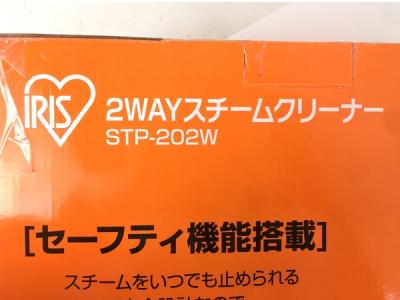 IRIS
2WAYスチームクリーナー
STP-202W
[セーフティ機能搭載]
スチームをいつでも止められる